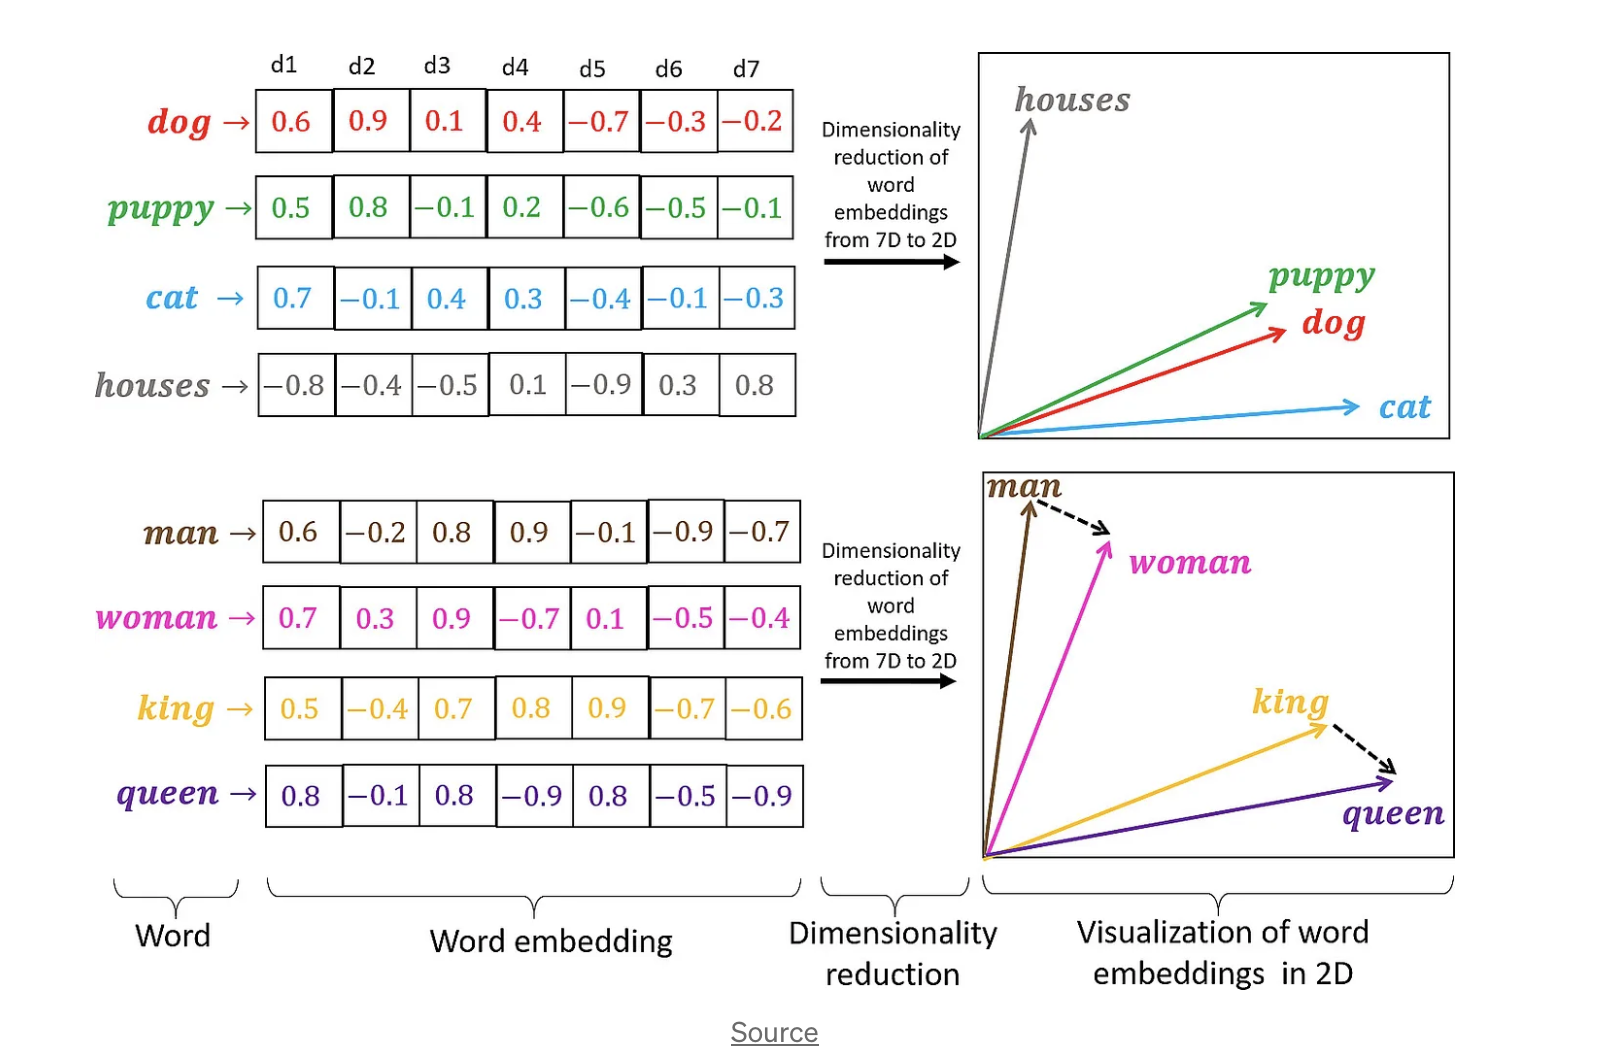 d1 d2 d3 d4 d5 d6 d7
dog → 0.6 0.9 0.1 0.4 −0.7 −0.3 −0.2
puppy → 0.5 0.8 −0.1 0.2 −0.6 −0.5 −0.1
cat → 0.7 −0.1 0.4 0.3 −0.4 −0.1 −0.3
houses → −0.8 −0.4 −0.5 0.1 −0.9 0.3 0.8
Dimensionality
reduction of
word
embeddings
from 7D to 2D
houses
puppy
dog
cat
man → 0.6 −0.2 0.8 0.9 −0.1 −0.9 −0.7
woman → 0.7 0.3 0.9 −0.7 0.1 −0.5 −0.4
king → 0.5 −0.4 0.7 0.8 0.9 −0.7 −0.6
queen → 0.8 −0.1 0.8 −0.9 0.8 −0.5 −0.9
Dimensionality
reduction of
word
embeddings
from 7D to 2D
man
woman
king
queen
Word
Word embedding
Dimensionality
reduction
Visualization of word
embeddings in 2D
Source